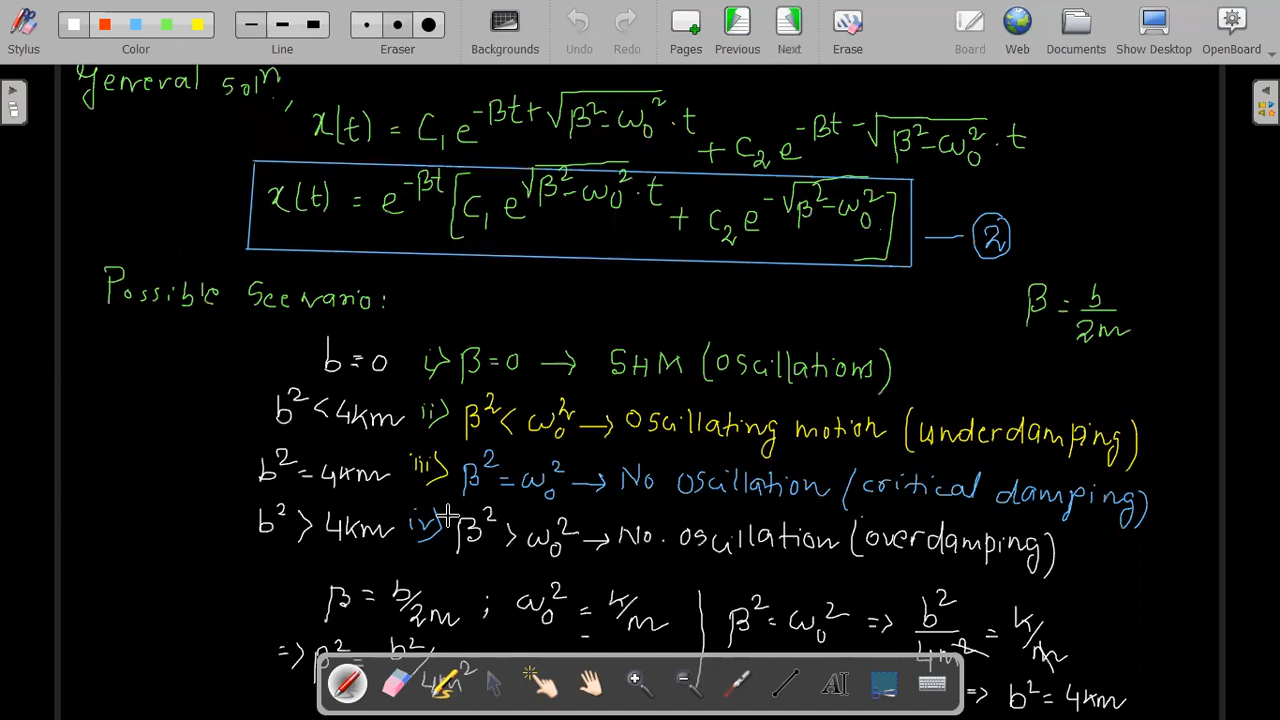 Stylus Color Line Eraser Backgrounds Undo Redo Pages Previous Next Erase Board Web Documents Show Desktop OpenBoard
General solⁿ,
x(t) = C₁ e^{-βt+√(β²-ω₀²)·t} + C₂ e^{-βt-√(β²-ω₀²)·t}
x(t) = e^{-βt} [C₁ e^{√(β²-ω₀²)·t} + C₂ e^{-√(β²-ω₀²)}] — ②
Possible Scenario:
β = b/2m
b=0 i) β=0 → SHM (oscillations)
b² < 4km ii) β² < ω₀² → Oscillating motion (underdamping)
b² = 4km iii) β² = ω₀² → No oscillation (critical damping)
b² > 4km iv) β² > ω₀² → No. oscillation (overdamping)
β = b/2m ; ω₀² = k/m | β² = ω₀² => b²/4m² = k/m
=> β² = b²/4m²
=> b² = 4km